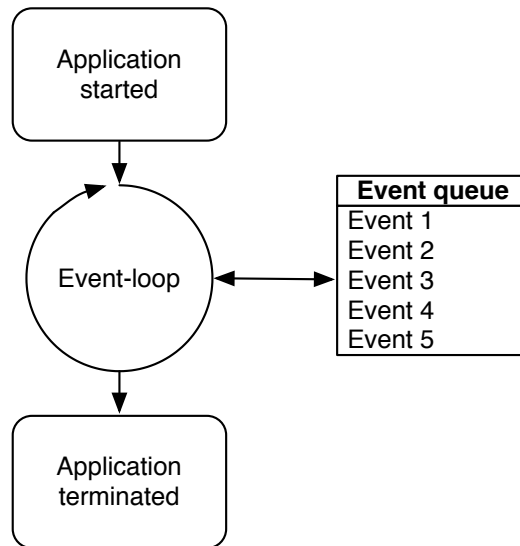 Application
started
Event-loop
Event queue
Event 1
Event 2
Event 3
Event 4
Event 5
Application
terminated